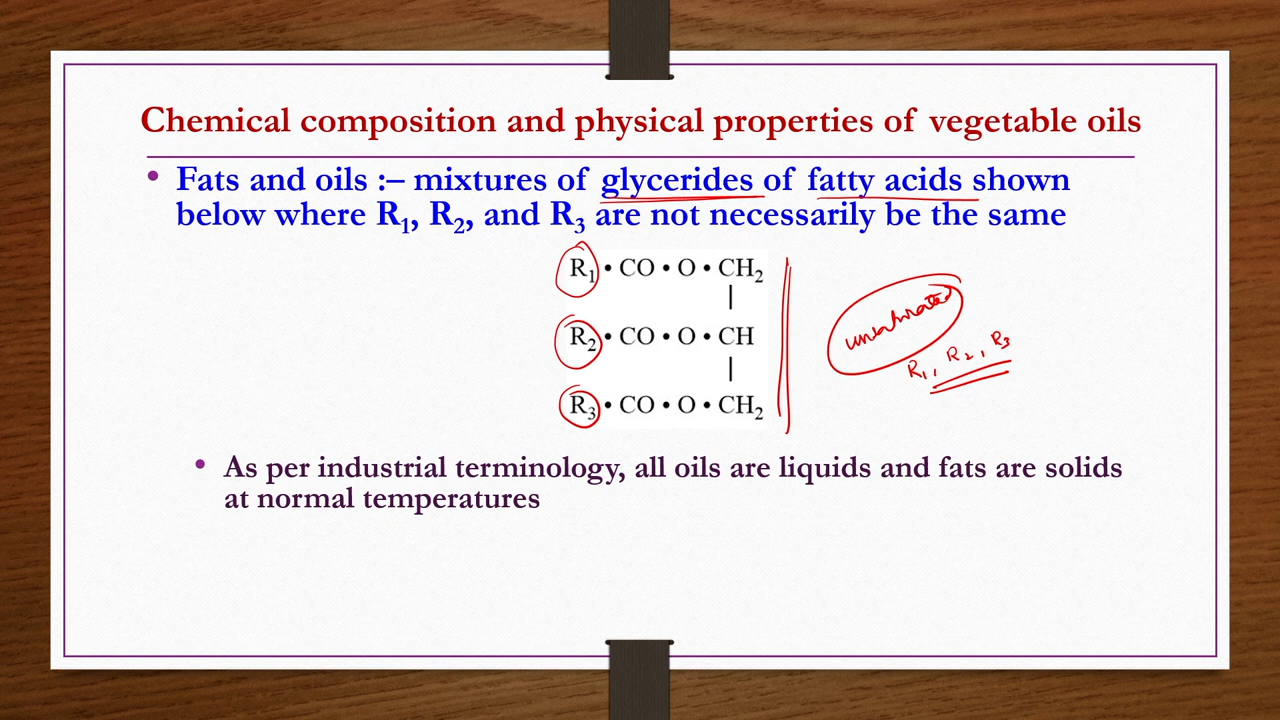 Chemical composition and physical properties of vegetable oils
• Fats and oils :– mixtures of glycerides of fatty acids shown
below where R₁, R₂, and R₃ are not necessarily be the same
R₁ • CO • O • CH₂
|
R₂ • CO • O • CH
|
R₃ • CO • O • CH₂
unsaturated
R₁, R₂, R₃
• As per industrial terminology, all oils are liquids and fats are solids
at normal temperatures